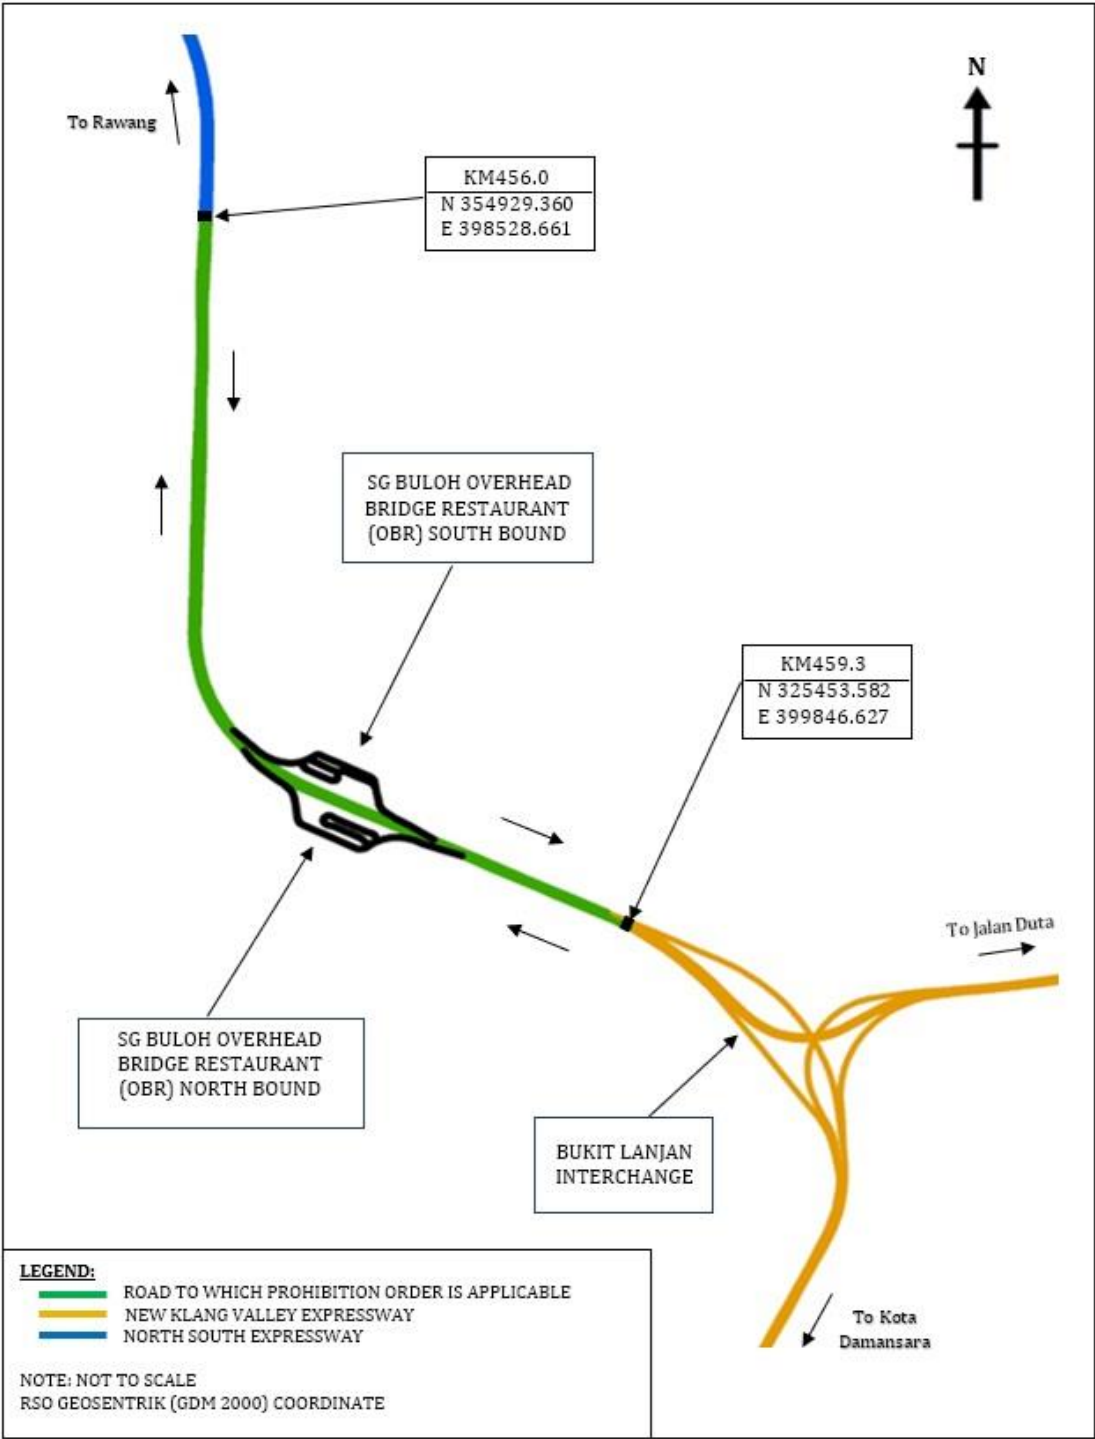 N
To Rawang
KM456.0
N 354929.360
E 398528.661
SG BULOH OVERHEAD
BRIDGE RESTAURANT
(OBR) SOUTH BOUND
KM459.3
N 325453.582
E 399846.627
To Jalan Duta
SG BULOH OVERHEAD
BRIDGE RESTAURANT
(OBR) NORTH BOUND
BUKIT LANJAN
INTERCHANGE
To Kota
Damansara
LEGEND:
ROAD TO WHICH PROHIBITION ORDER IS APPLICABLE
NEW KLANG VALLEY EXPRESSWAY
NORTH SOUTH EXPRESSWAY
NOTE: NOT TO SCALE
RSO GEOSENTRIK (GDM 2000) COORDINATE